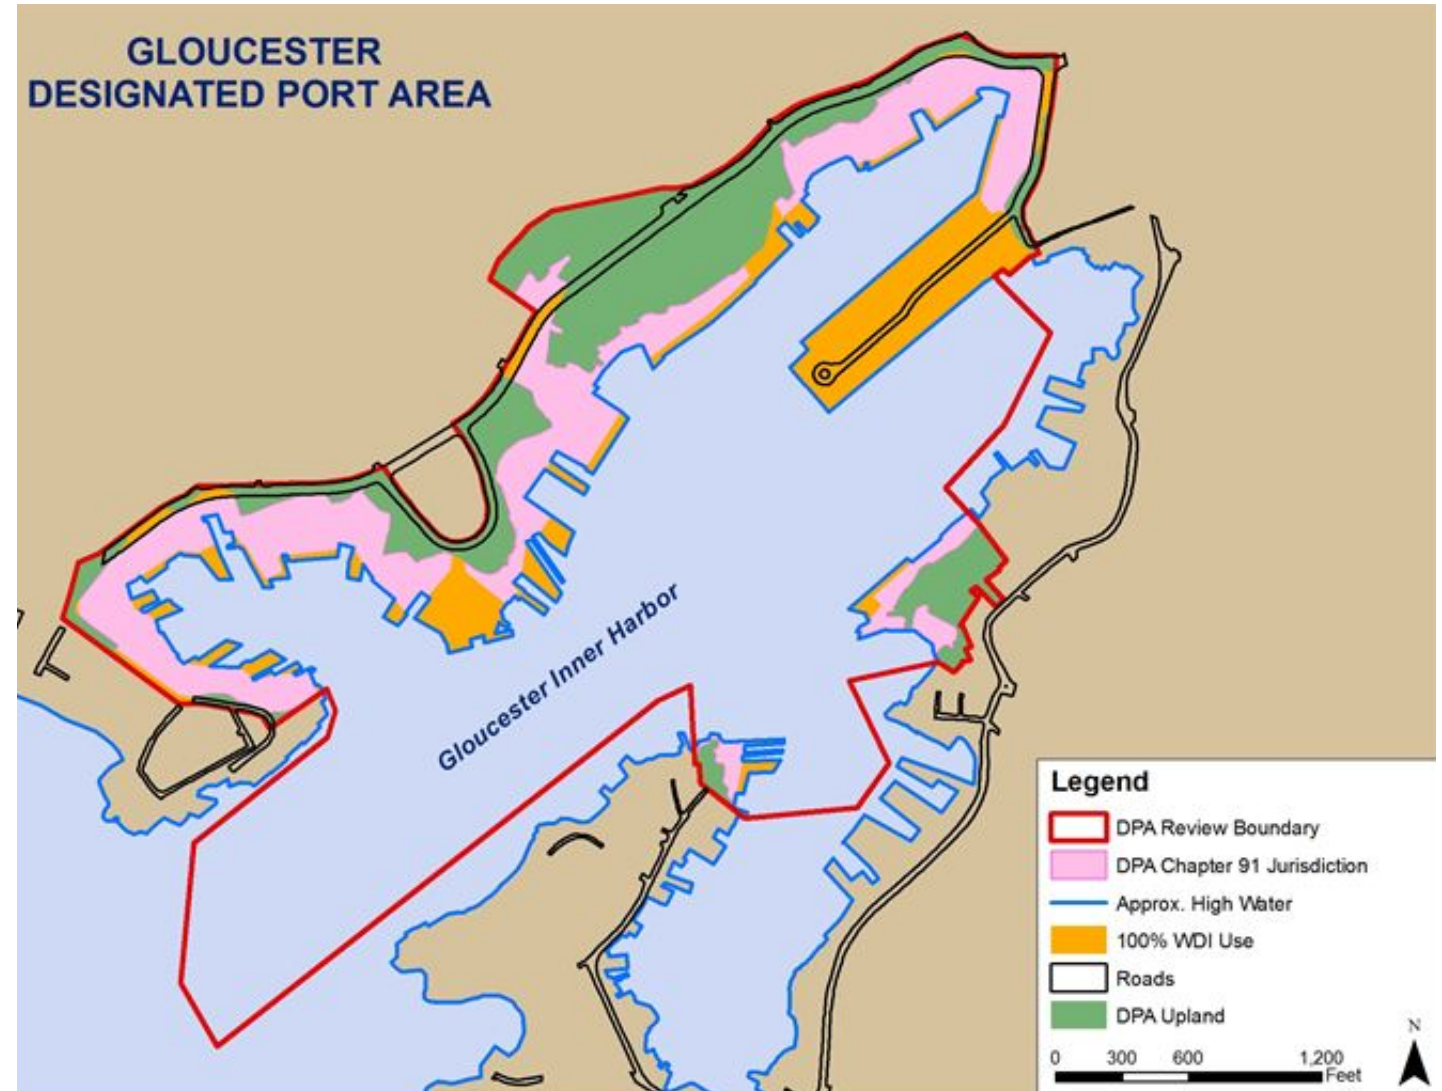 GLOUCESTER
DESIGNATED PORT AREA
Gloucester Inner Harbor
Legend
DPA Review Boundary
DPA Chapter 91 Jurisdiction
Approx. High Water
100% WDI Use
Roads
DPA Upland
N
0 300 600 1,200
Feet